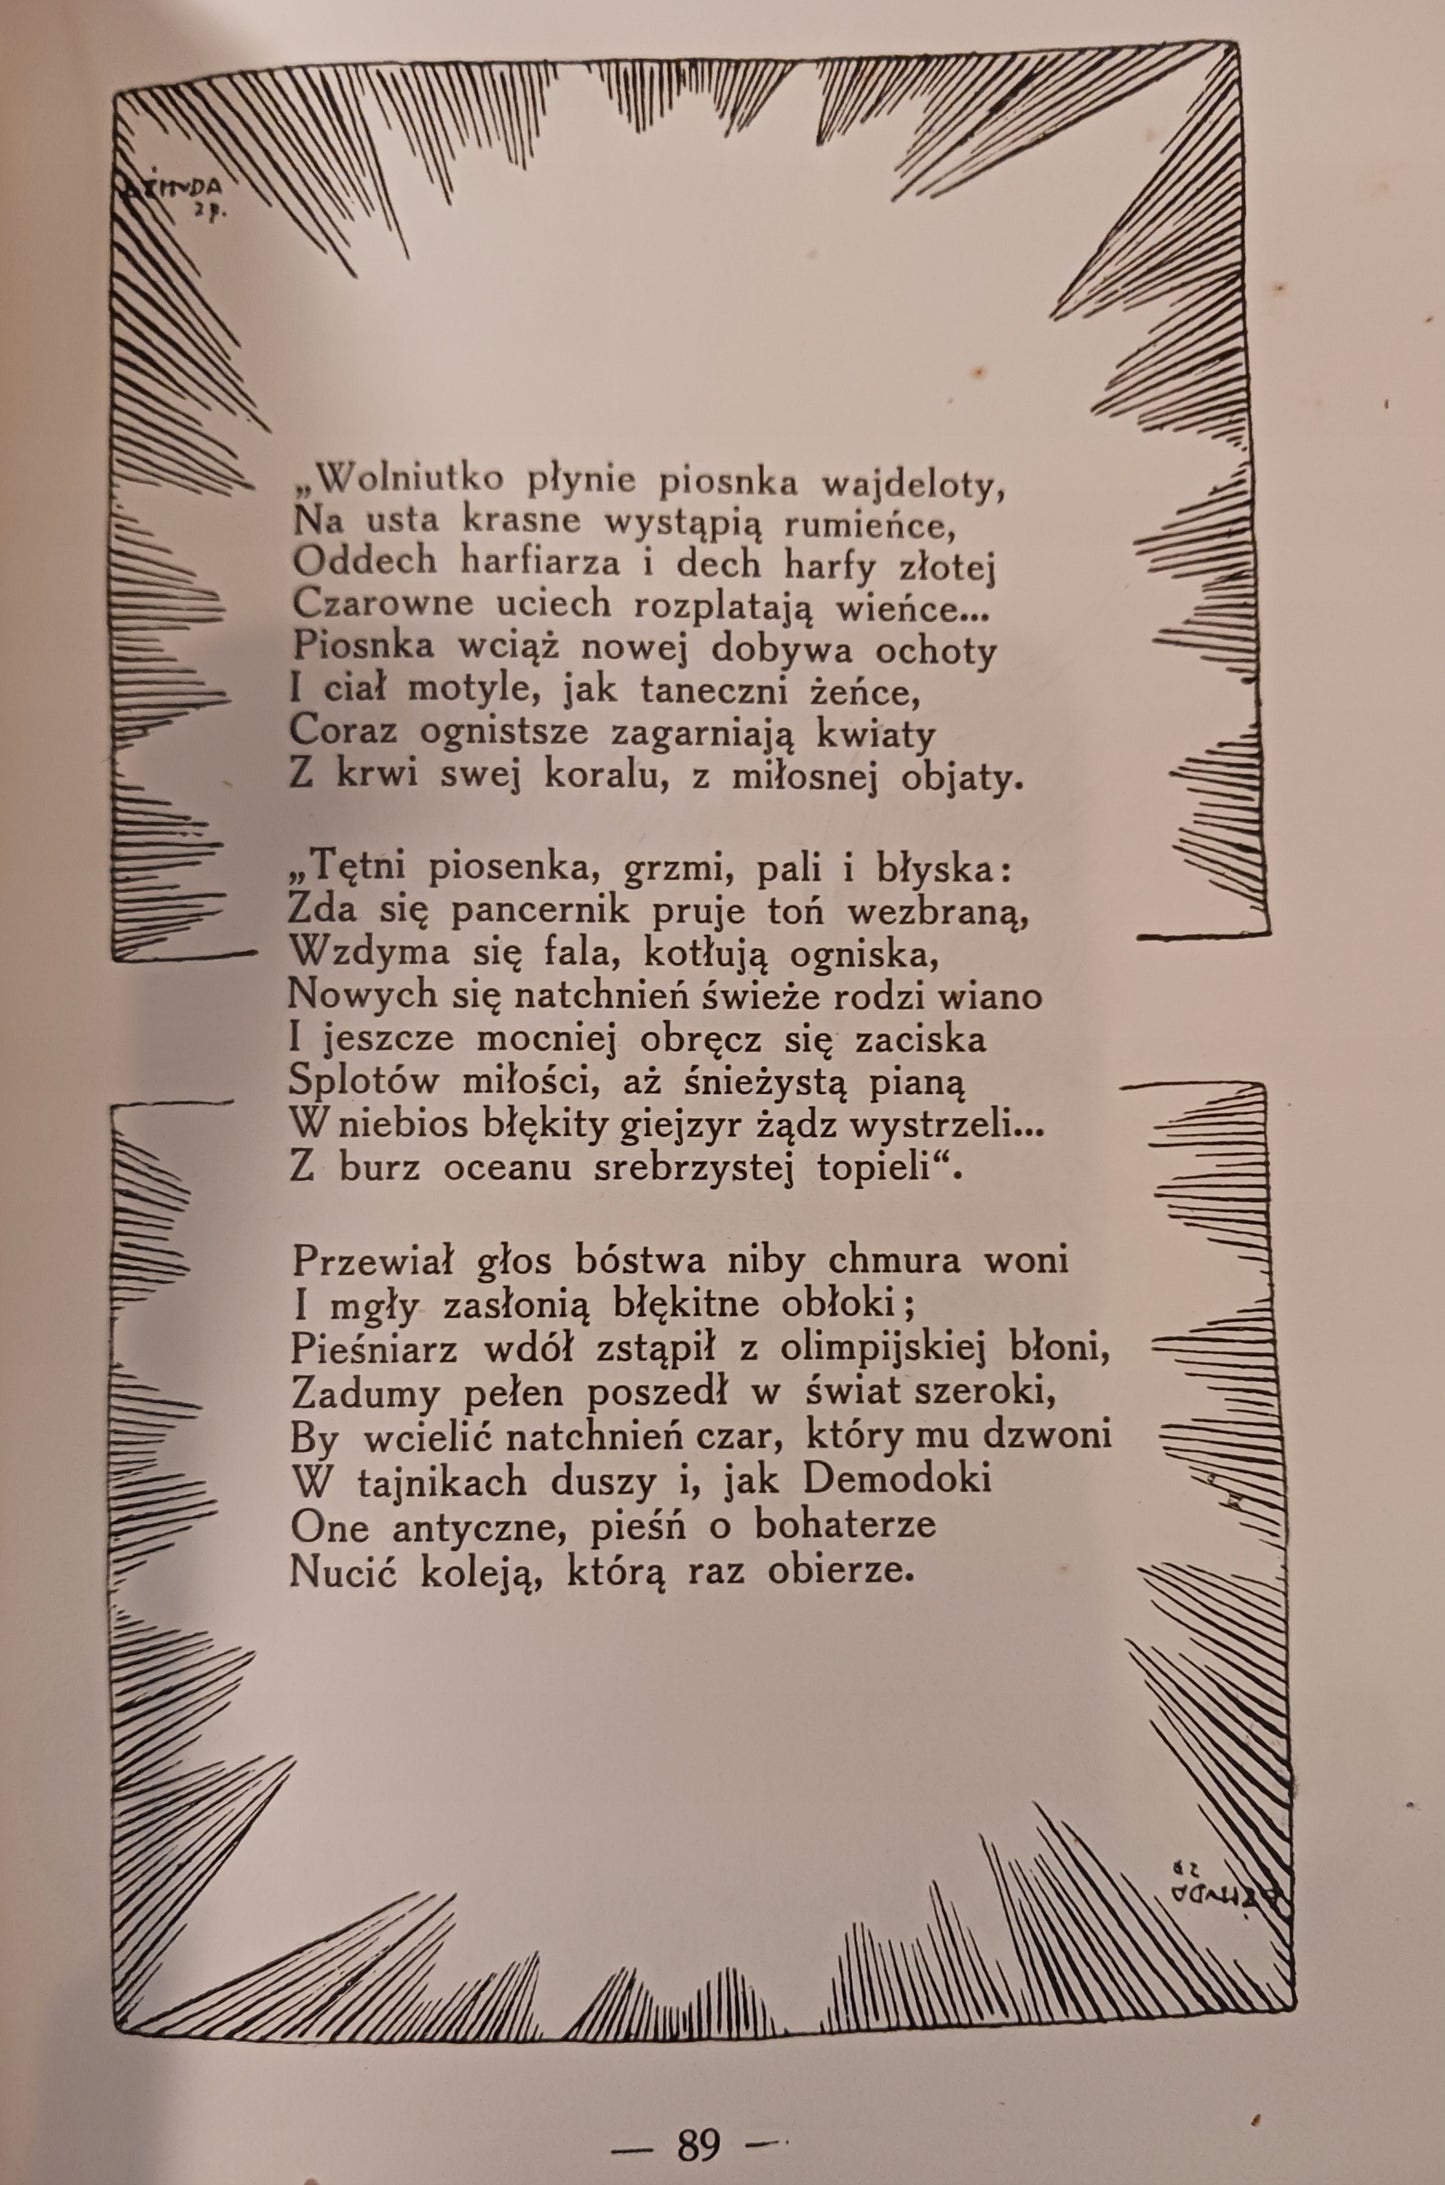 „Wolniutko płynie piosnka wajdeloty,
Na usta krasne wystąpią rumieńce,
Oddech harfiarza i dech harfy złotej
Czarowne uciech rozplatają wieńce...
Piosnka wciąż nowej dobywa ochoty
I ciał motyle, jak taneczni żeńce,
Coraz ognistsze zagarniają kwiaty
Z krwi swej koralu, z miłosnej objaty.
„Tętni piosenka, grzmi, pali i błyska:
Zda się pancernik pruje toń wezbraną,
Wzdyma się fala, kotłują ogniska,
Nowych się natchnień świeże rodzi wiano
I jeszcze mocniej obręcz się zaciska
Splotów miłości, aż śnieżystą pianą
W niebios błękity giejzyr żądz wystrzeli...
Z burz oceanu srebrzystej topieli“.
Przewiał głos bóstwa niby chmura woni
I mgły zasłonią błękitne obłoki;
Pieśniarz wdół zstąpił z olimpijskiej błoni,
Zadumy pełen poszedł w świat szeroki,
By wcielić natchnień czar, który mu dzwoni
W tajnikach duszy i, jak Demodoki
One antyczne, pieśń o bohaterze
Nucić koleją, którą raz obierze.
— 89 —